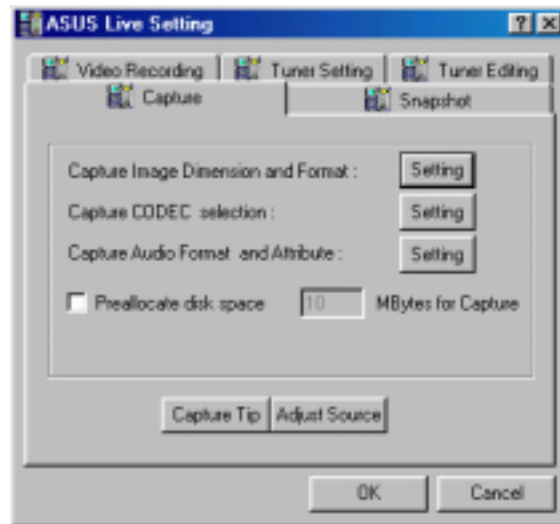 ASUS Live Setting
Video Recording Tuner Setting Tuner Editing
Capture Snapshot
Capture Image Dimension and Format : Setting
Capture CODEC selection : Setting
Capture Audio Format and Attribute : Setting
Preallocate disk space 10 MBytes for Capture
Capture Tip Adjust Source
OK Cancel